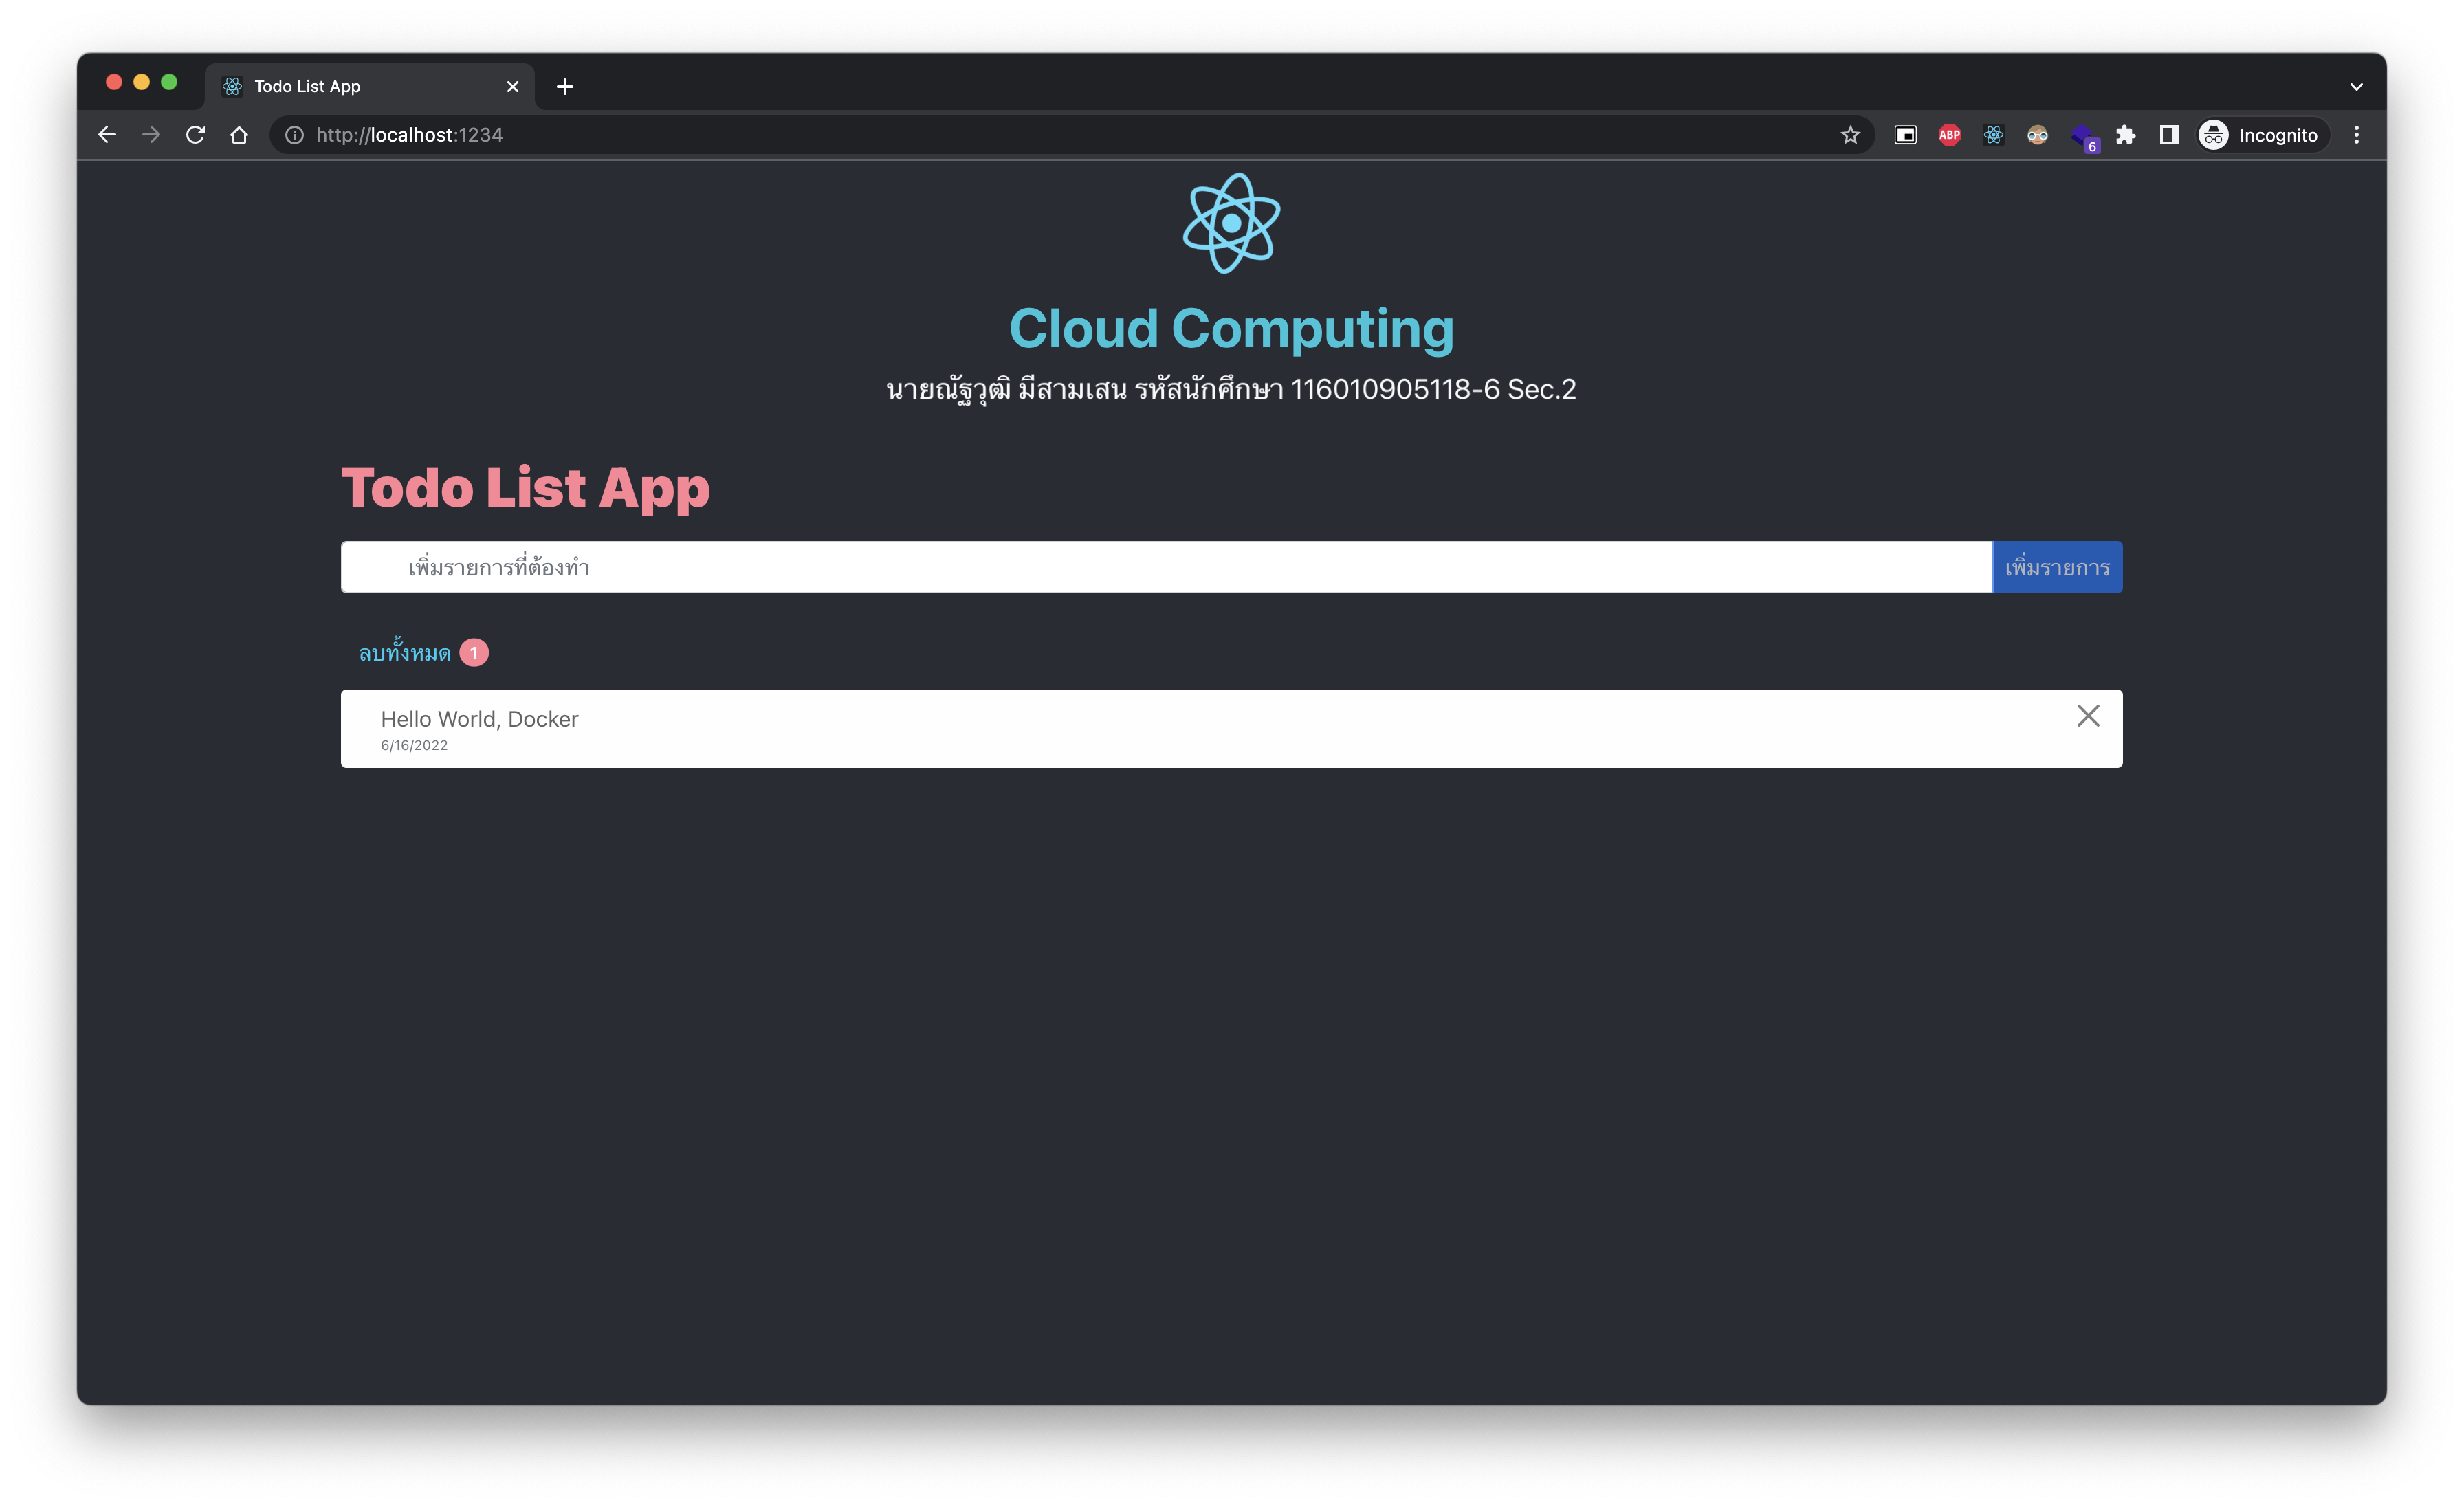 Todo List App
http://localhost:1234
ABP
6
Incognito
Cloud Computing
นายณัฐวุฒิ มีสามเสน รหัสนักศึกษา 116010905118-6 Sec.2
Todo List App
เพิ่มรายการที่ต้องทำ
เพิ่มรายการ
ลบทั้งหมด 1
Hello World, Docker
6/16/2022